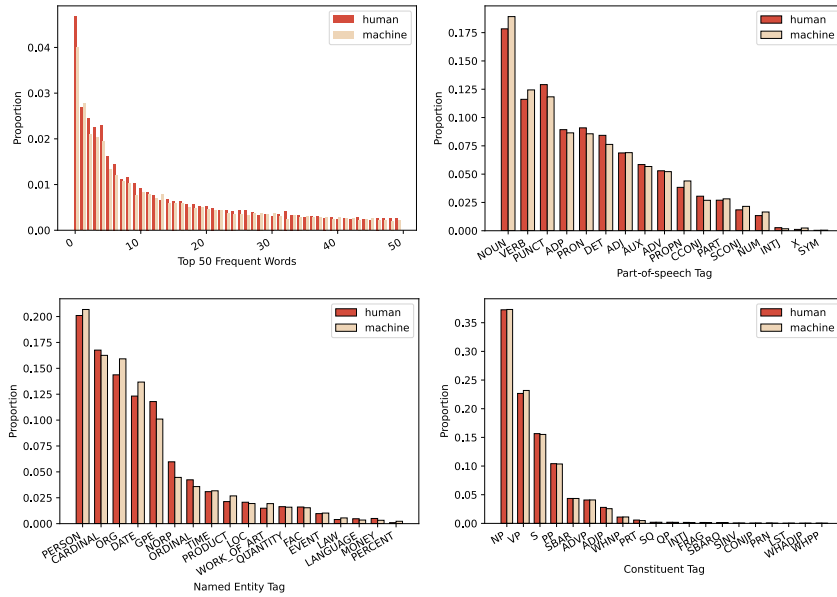 human
machine
0.04
0.03
0.02
0.01
0.00
Proportion
0
10
20
30
40
50
Top 50 Frequent Words
human
machine
0.175
0.150
0.125
0.100
0.075
0.050
0.025
0.000
Proportion
NOUN
VERB
PUNCT
ADP
PRON
DET
ADJ
AUX
ADV
PROPN
CCONJ
PART
SCONJ
NUM
INTJ
X
SYM
Part-of-speech Tag
human
machine
0.200
0.175
0.150
0.125
0.100
0.075
0.050
0.025
0.000
Proportion
PERSON
CARDINAL
ORG
DATE
GPE
NORP
ORDINAL
TIME
PRODUCT
LOC
WORK_OF_ART
QUANTITY
FAC
EVENT
LAW
LANGUAGE
MONEY
PERCENT
Named Entity Tag
human
machine
0.35
0.30
0.25
0.20
0.15
0.10
0.05
0.00
Proportion
NP
VP
S
PP
SBAR
ADVP
ADJP
WHNP
PRT
SQ
QP
INTJ
FRAG
SBARQ
SINV
CONJP
PRN
LST
WHADJP
WHPP
Constituent Tag